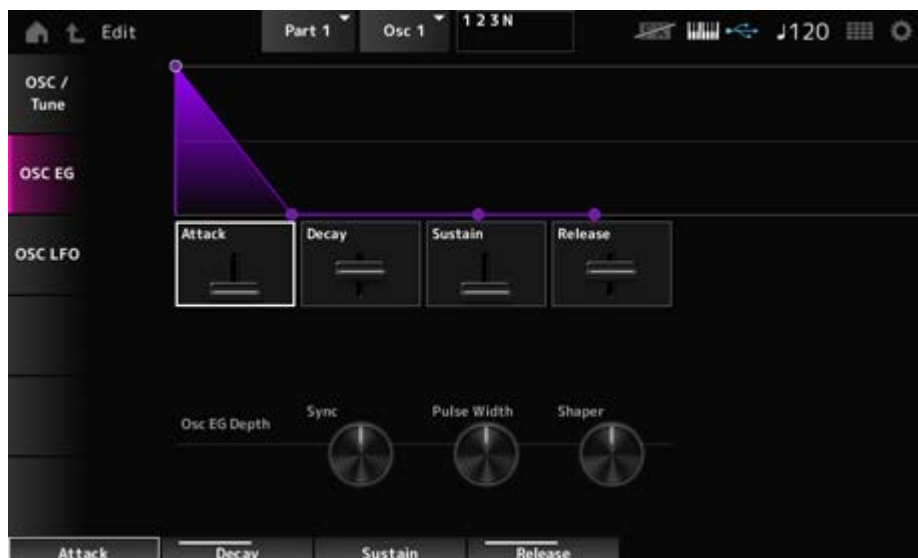 Edit
Part 1
Osc 1
1 2 3 N
♩120
OSC /
Tune
OSC EG
OSC LFO
Attack
Decay
Sustain
Release
Osc EG Depth
Sync
Pulse Width
Shaper
Attack
Decay
Sustain
Release